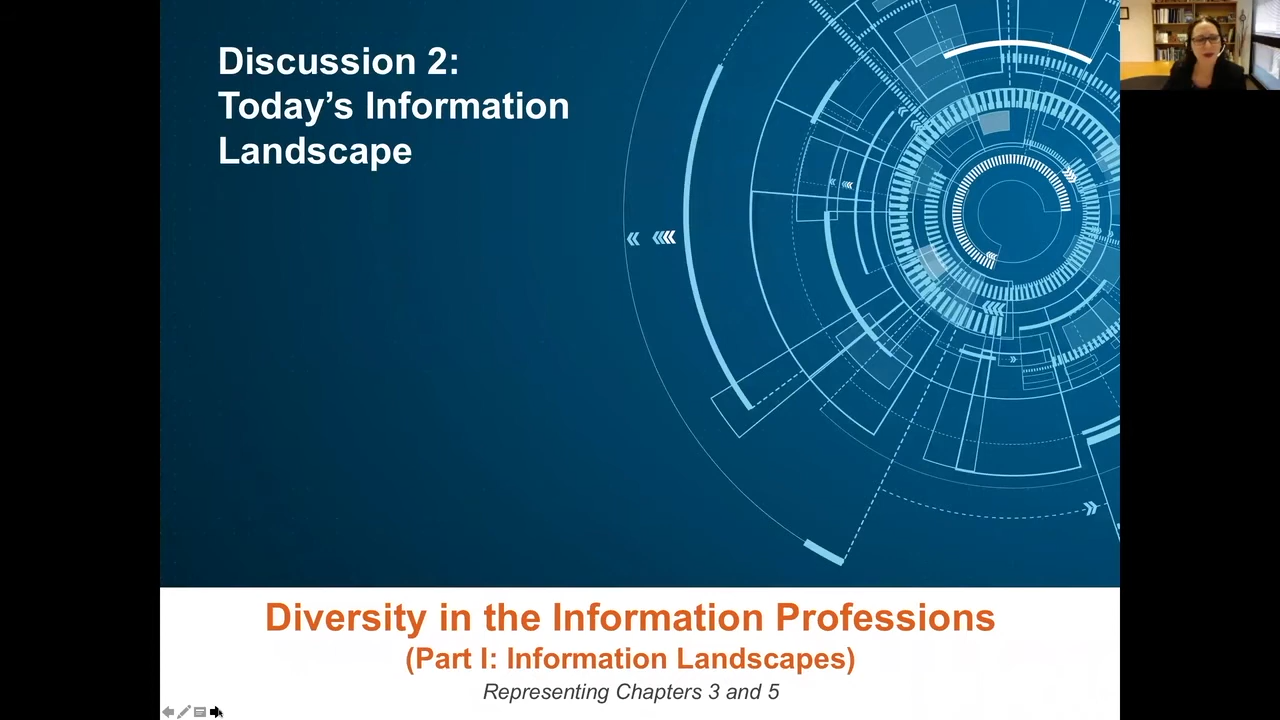 Discussion 2:
Today’s Information
Landscape
Diversity in the Information Professions
(Part I: Information Landscapes)
Representing Chapters 3 and 5